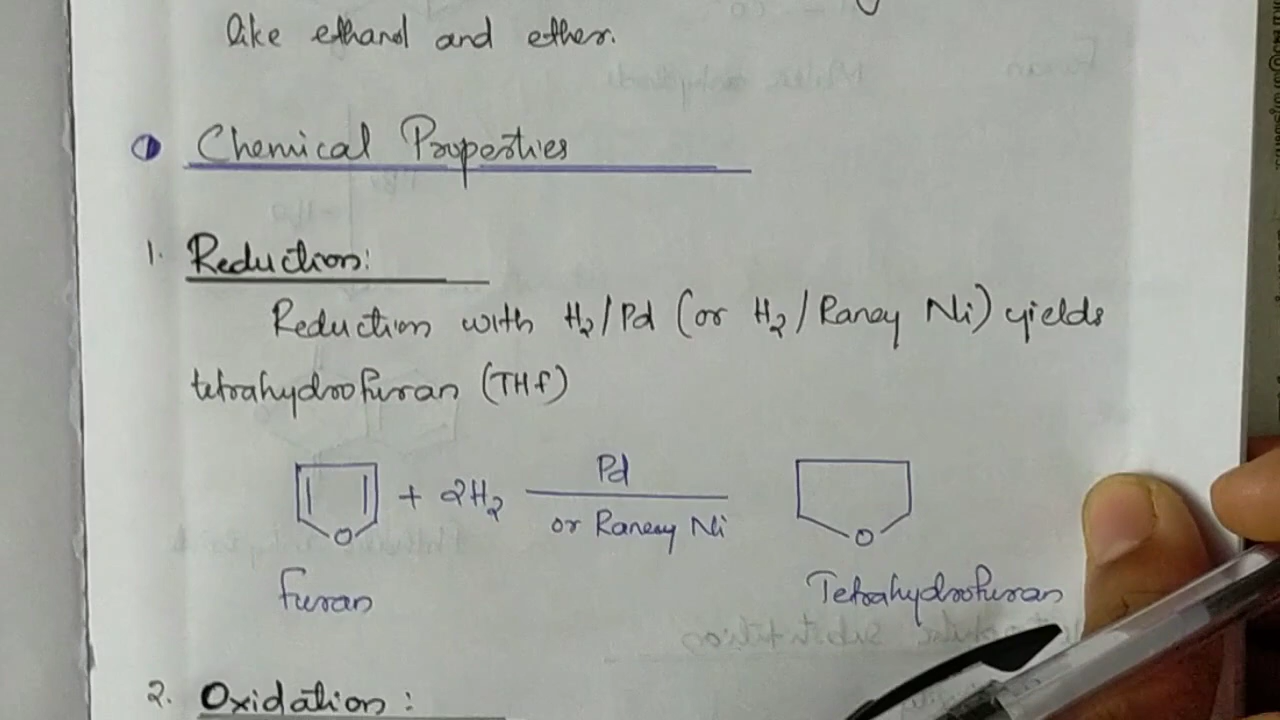 like ethanol and ether.
Chemical Properties
1. Reduction:
Reduction with H₂/Pd (or H₂/Raney Ni) yields
tetrahydrofuran (THf)
O + 2H₂ Pd
or Raneay Ni O
Furan Tetrahydrofuran
2. Oxidation: